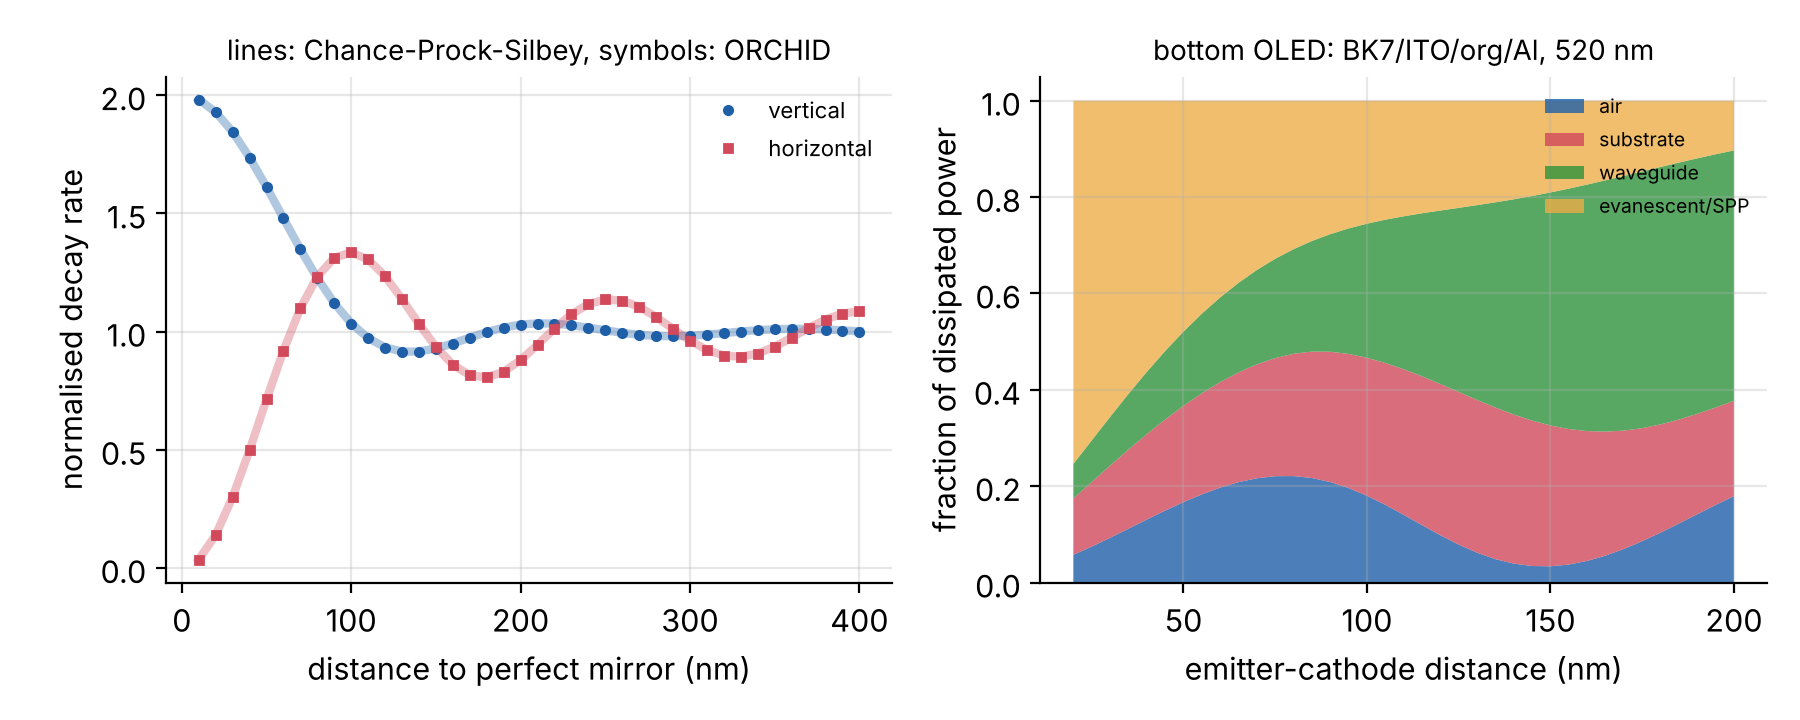 lines: Chance-Prock-Silbey, symbols: ORCHID
normalised decay rate
2.0
1.5
1.0
0.5
0.0
vertical
horizontal
0 100 200 300 400
distance to perfect mirror (nm)
bottom OLED: BK7/ITO/org/Al, 520 nm
fraction of dissipated power
1.0
0.8
0.6
0.4
0.2
0.0
air
substrate
waveguide
evanescent/SPP
50 100 150 200
emitter-cathode distance (nm)